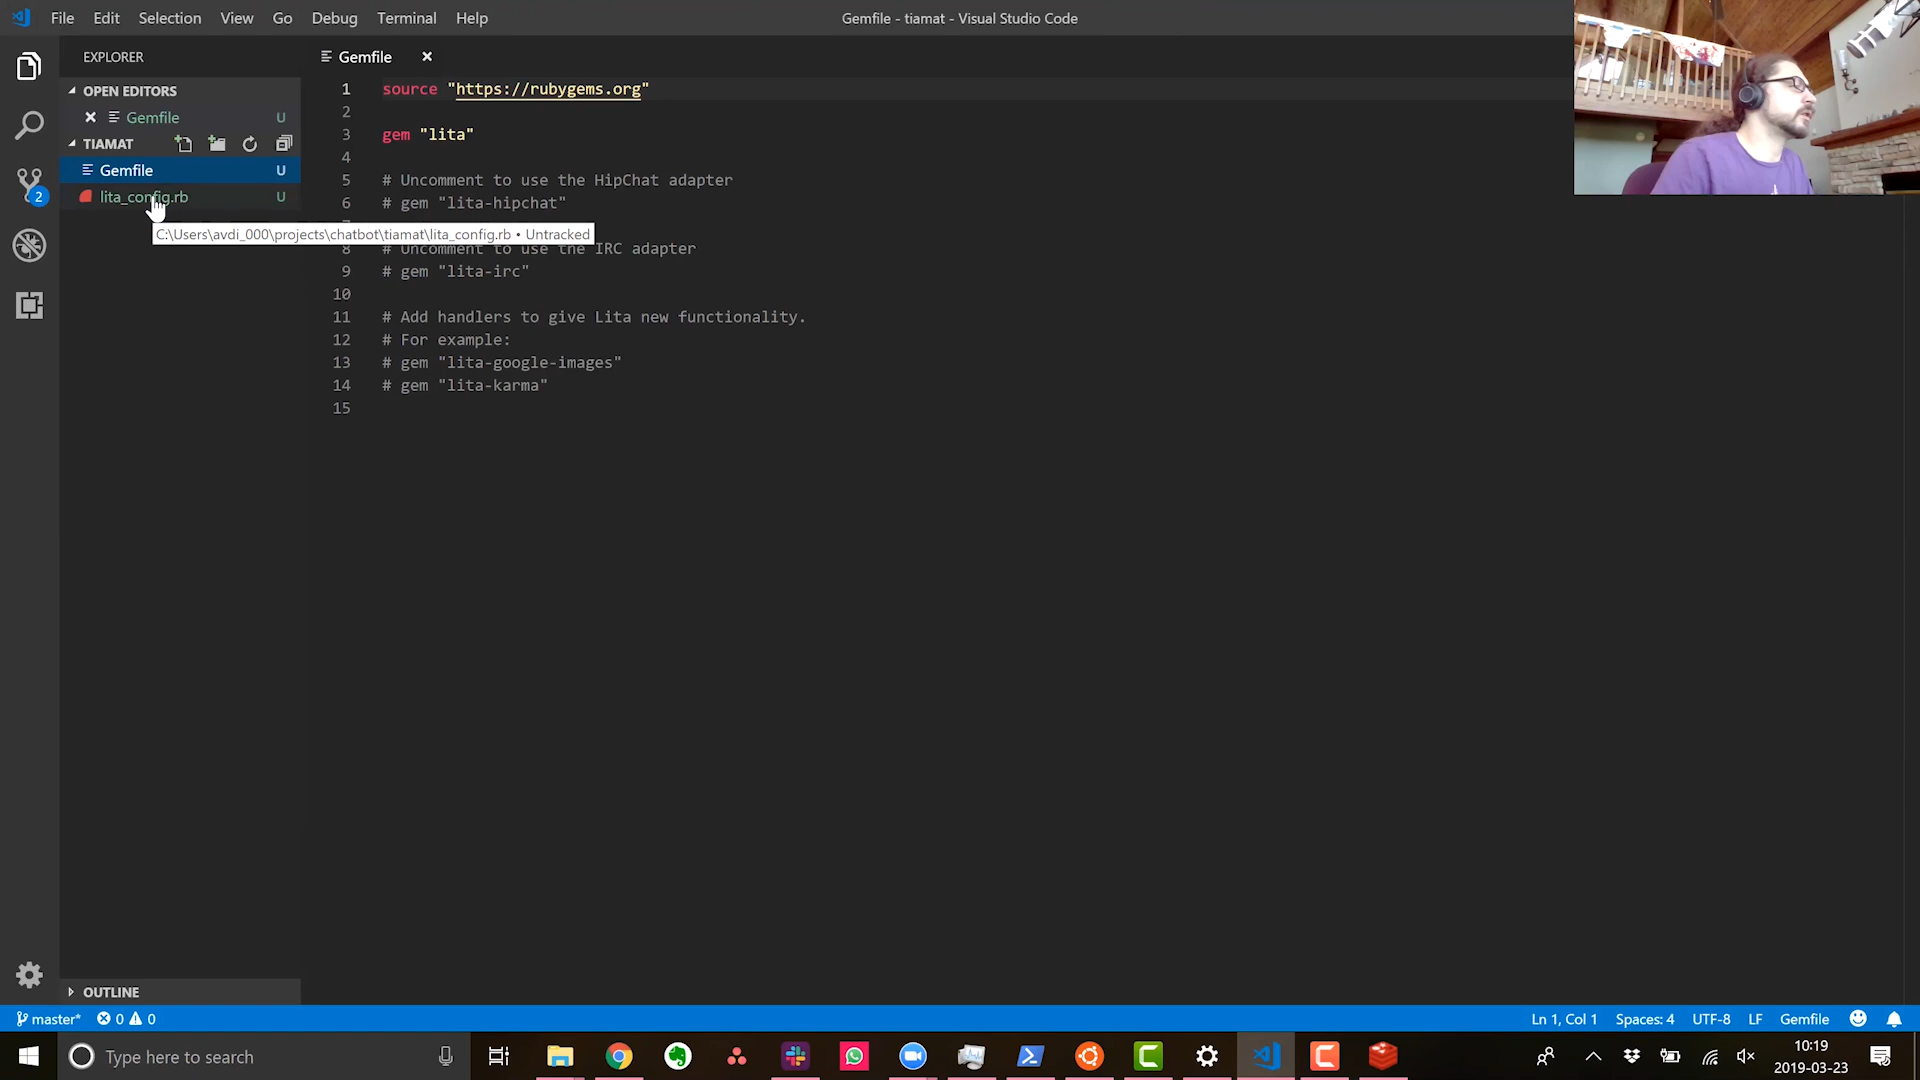 File Edit Selection View Go Debug Terminal Help
Gemfile - tiamat - Visual Studio Code
EXPLORER
OPEN EDITORS
Gemfile U
TIAMAT
Gemfile U
lita_config.rb U
C:\Users\avdi_000\projects\chatbot\tiamat\lita_config.rb • Untracked
Gemfile
1 source "https://rubygems.org"
2
3 gem "lita"
4
5 # Uncomment to use the HipChat adapter
6 # gem "lita-hipchat"
8 # Uncomment to use the IRC adapter
9 # gem "lita-irc"
10
11 # Add handlers to give Lita new functionality.
12 # For example:
13 # gem "lita-google-images"
14 # gem "lita-karma"
15
2
OUTLINE
master* 0 0
Ln 1, Col 1 Spaces: 4 UTF-8 LF Gemfile
Type here to search
10:19
2019-03-23